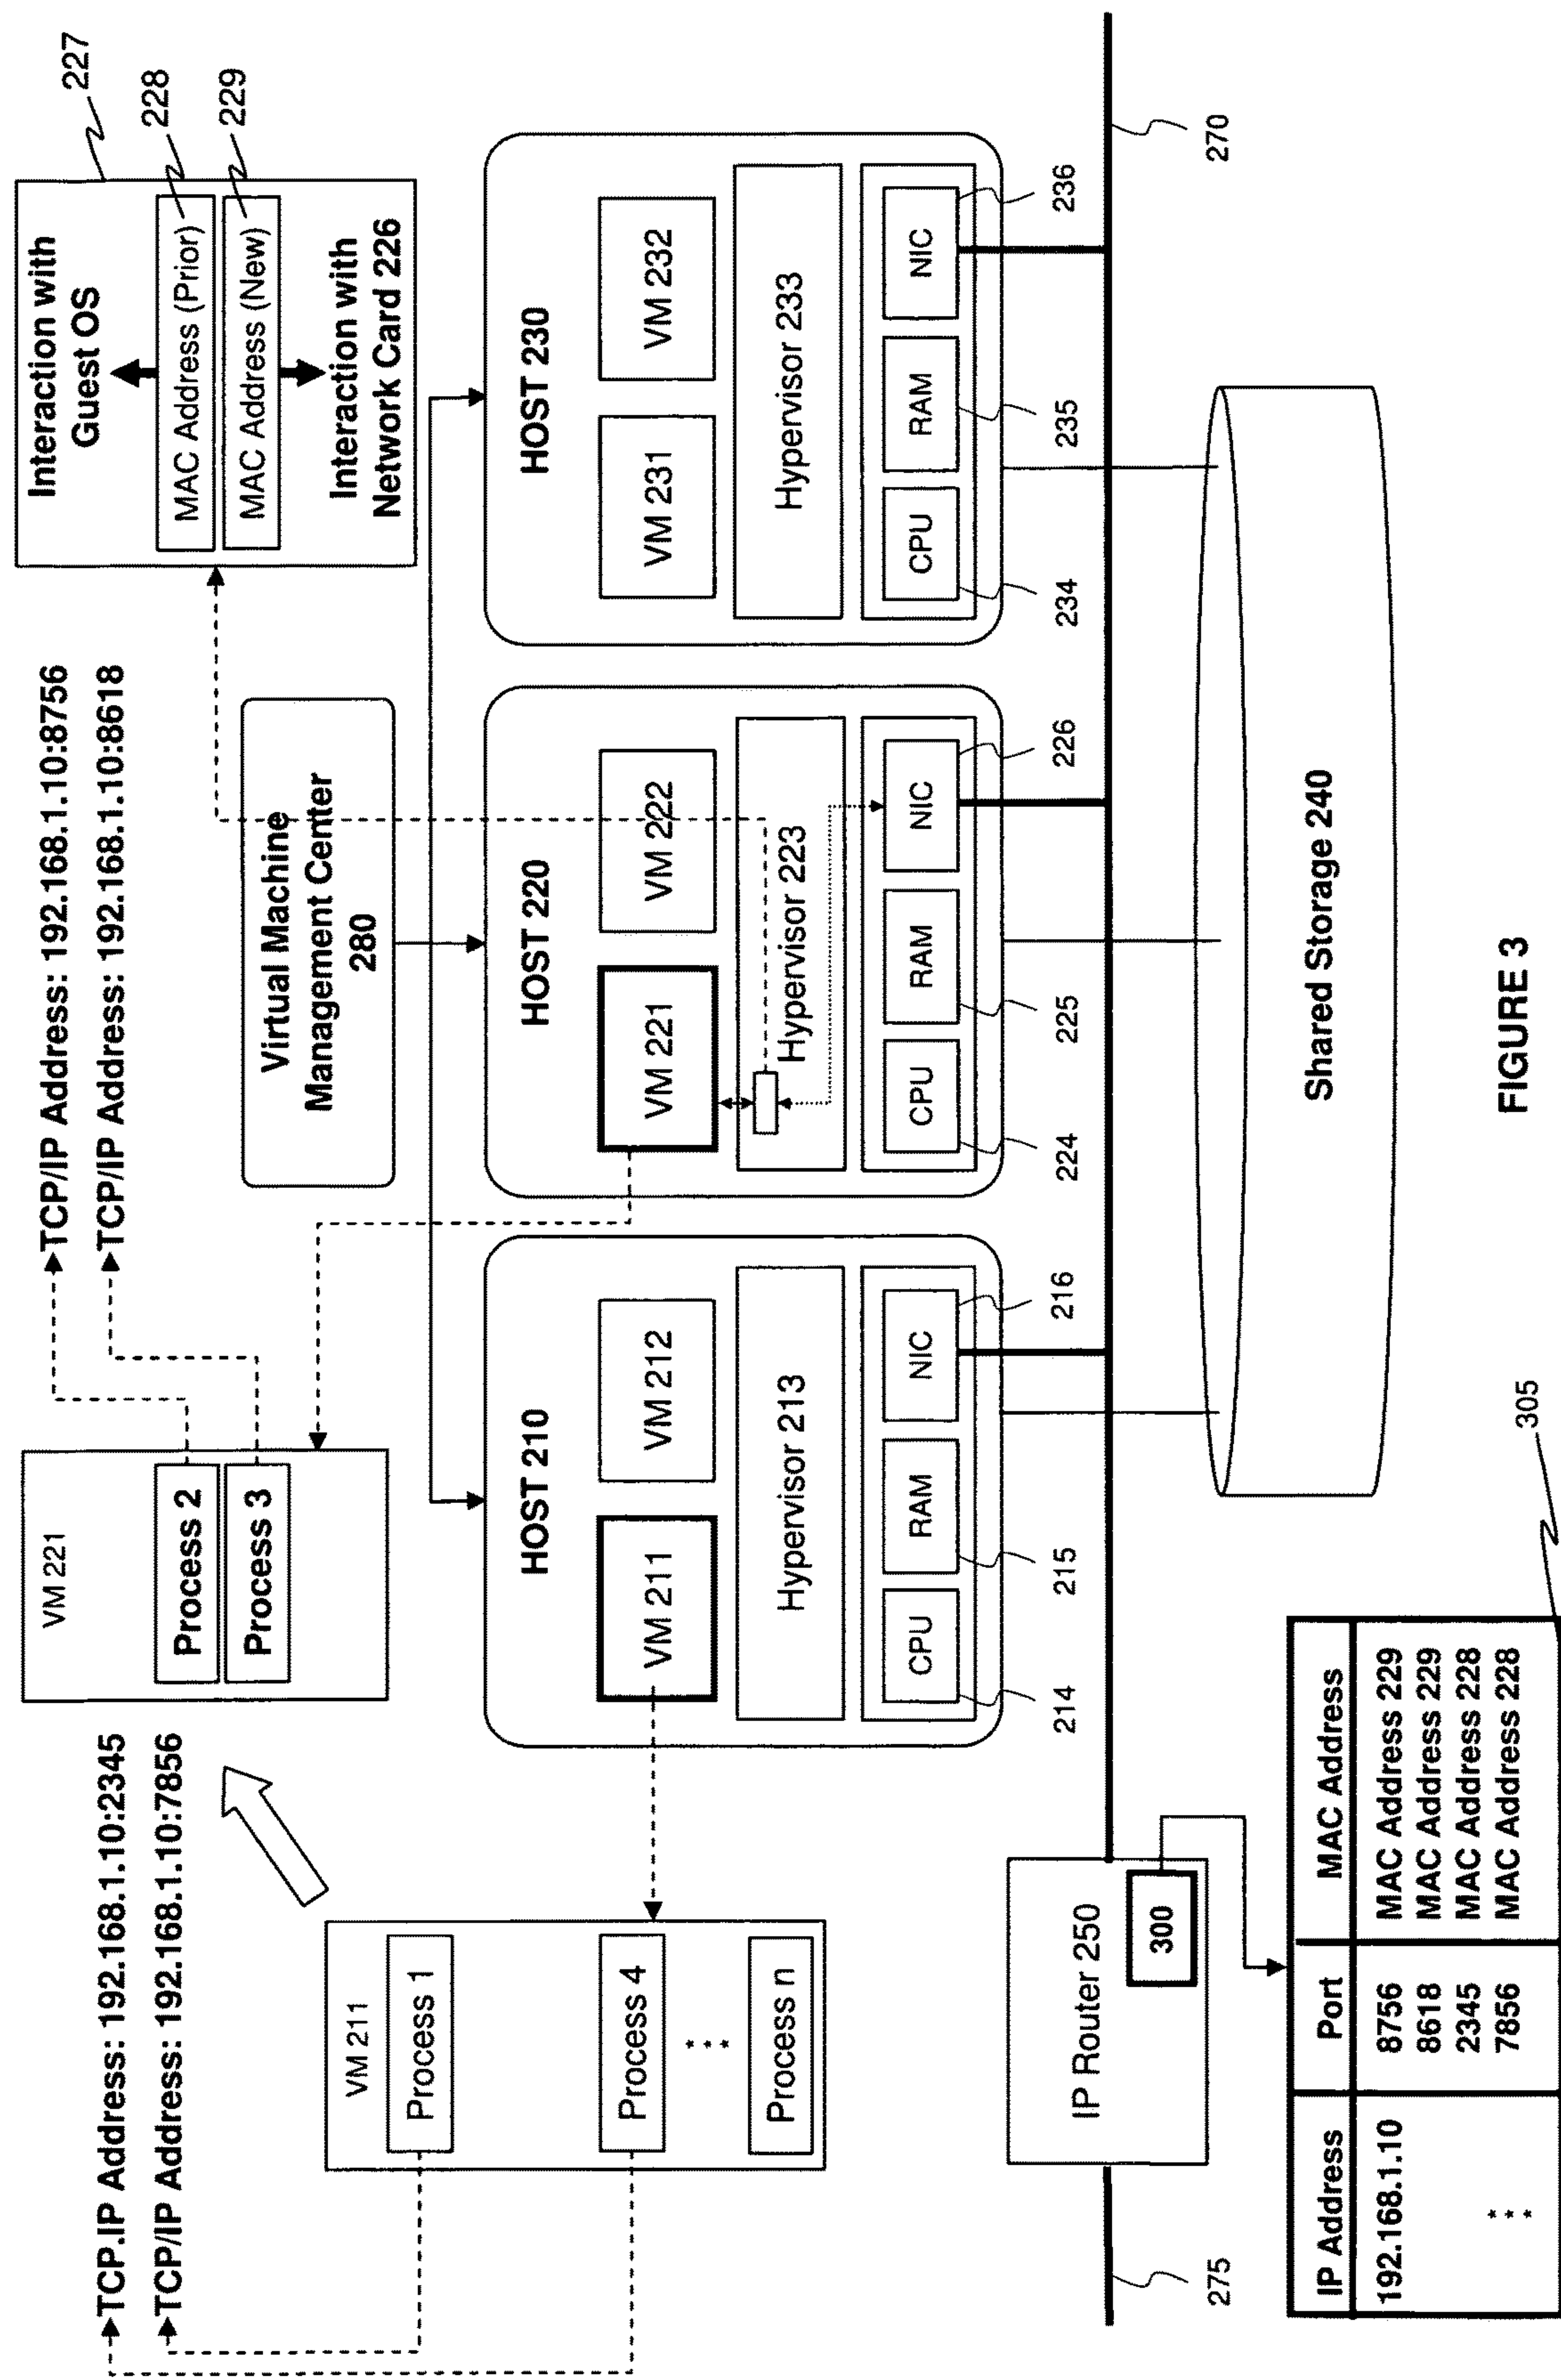 TCP.IP Address: 192.168.1.10:2345
TCP/IP Address: 192.168.1.10:7856
VM 211
Process 1
Process 4
* * *
Process n
VM 221
Process 2
Process 3
TCP/IP Address: 192.168.1.10:8756
TCP/IP Address: 192.168.1.10:8618
Virtual Machine
Management Center
280
Interaction with
Guest OS
MAC Address (Prior)
MAC Address (New)
Interaction with
Network Card 226
227
228
229
HOST 210
VM 211
VM 212
Hypervisor 213
CPU
RAM
NIC
214
215
216
HOST 220
VM 221
VM 222
Hypervisor 223
CPU
RAM
NIC
224
225
226
HOST 230
VM 231
VM 232
Hypervisor 233
CPU
RAM
NIC
234
235
236
270
IP Router 250
300
275
Shared Storage 240
IP Address Port MAC Address
192.168.1.10 8756 MAC Address 229
8618 MAC Address 229
2345 MAC Address 228
7856 MAC Address 228
* * *
305
FIGURE 3